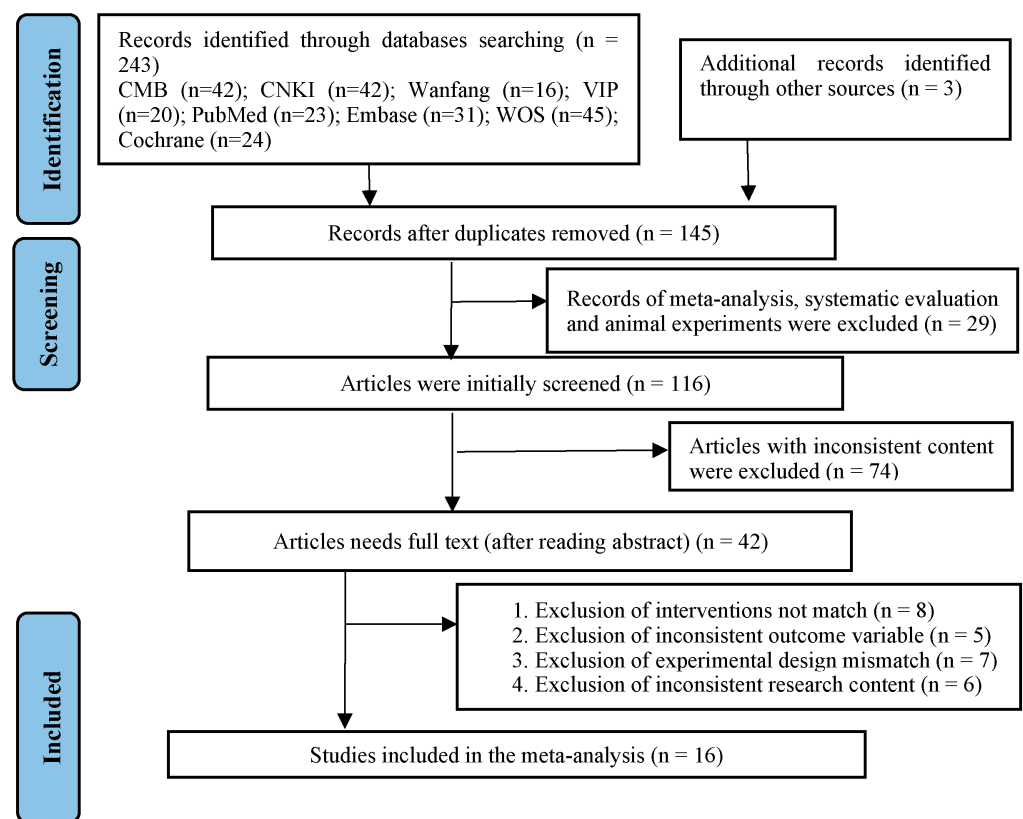 Identification
Records identified through databases searching (n =
243)
CMB (n=42); CNKI (n=42); Wanfang (n=16); VIP
(n=20); PubMed (n=23); Embase (n=31); WOS (n=45);
Cochrane (n=24)
Additional records identified
through other sources (n = 3)
Records after duplicates removed (n = 145)
Screening
Records of meta-analysis, systematic evaluation
and animal experiments were excluded (n = 29)
Articles were initially screened (n = 116)
Articles with inconsistent content
were excluded (n = 74)
Articles needs full text (after reading abstract) (n = 42)
Included
1. Exclusion of interventions not match (n = 8)
2. Exclusion of inconsistent outcome variable (n = 5)
3. Exclusion of experimental design mismatch (n = 7)
4. Exclusion of inconsistent research content (n = 6)
Studies included in the meta-analysis (n = 16)